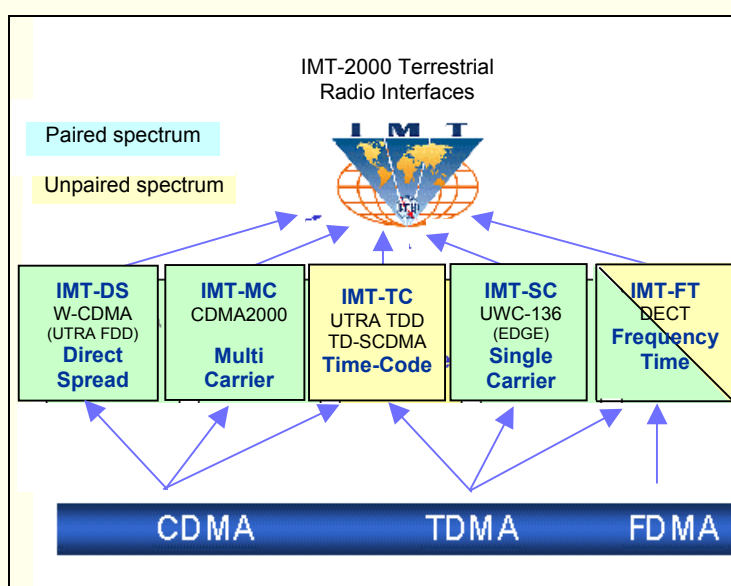 IMT-2000 Terrestrial
Radio Interfaces
I M T
Paired spectrum
Unpaired spectrum
IMT-DS
W-CDMA
(UTRA FDD)
Direct
Spread
IMT-MC
CDMA2000
Multi
Carrier
IMT-TC
UTRA TDD
TD-SCDMA
Time-Code
IMT-SC
UWC-136
(EDGE)
Single
Carrier
IMT-FT
DECT
Frequency
Time
CDMA TDMA FDMA